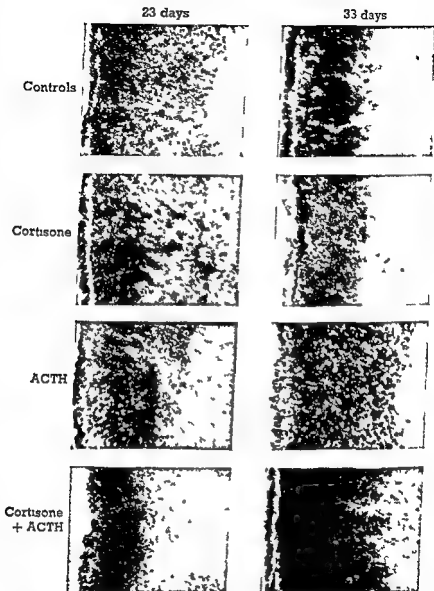 23 days
33 days
Controls
Cortisone
ACTH
Cortisone
+ ACTH